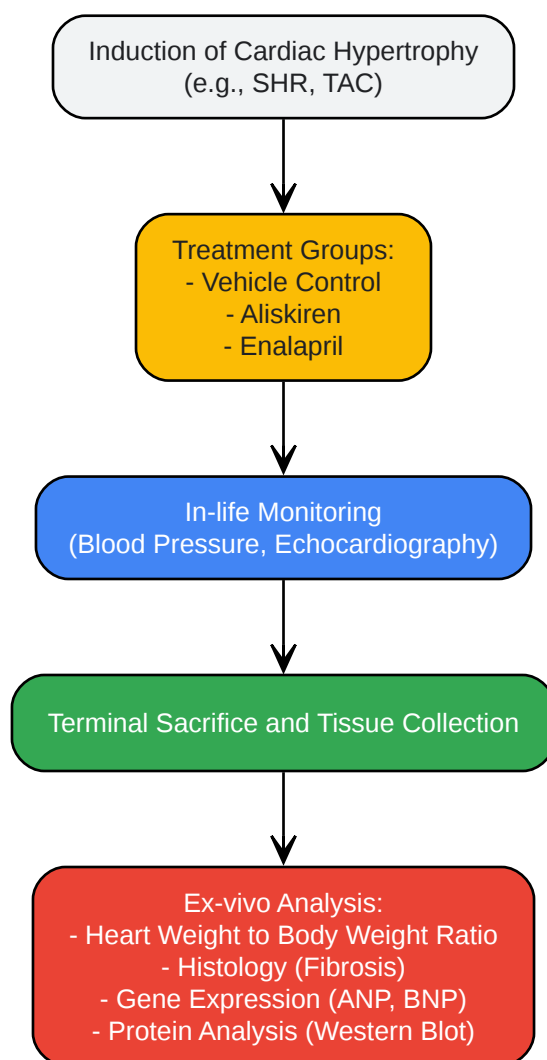 Induction of Cardiac Hypertrophy
(e.g., SHR, TAC)
Treatment Groups:
- Vehicle Control
- Aliskiren
- Enalapril
In-life Monitoring
(Blood Pressure, Echocardiography)
Terminal Sacrifice and Tissue Collection
Ex-vivo Analysis:
- Heart Weight to Body Weight Ratio
- Histology (Fibrosis)
- Gene Expression (ANP, BNP)
- Protein Analysis (Western Blot)